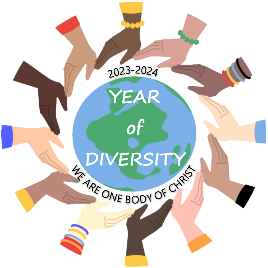 2023-2024
YEAR
of
DIVERSITY
WE ARE ONE BODY OF CHRIST